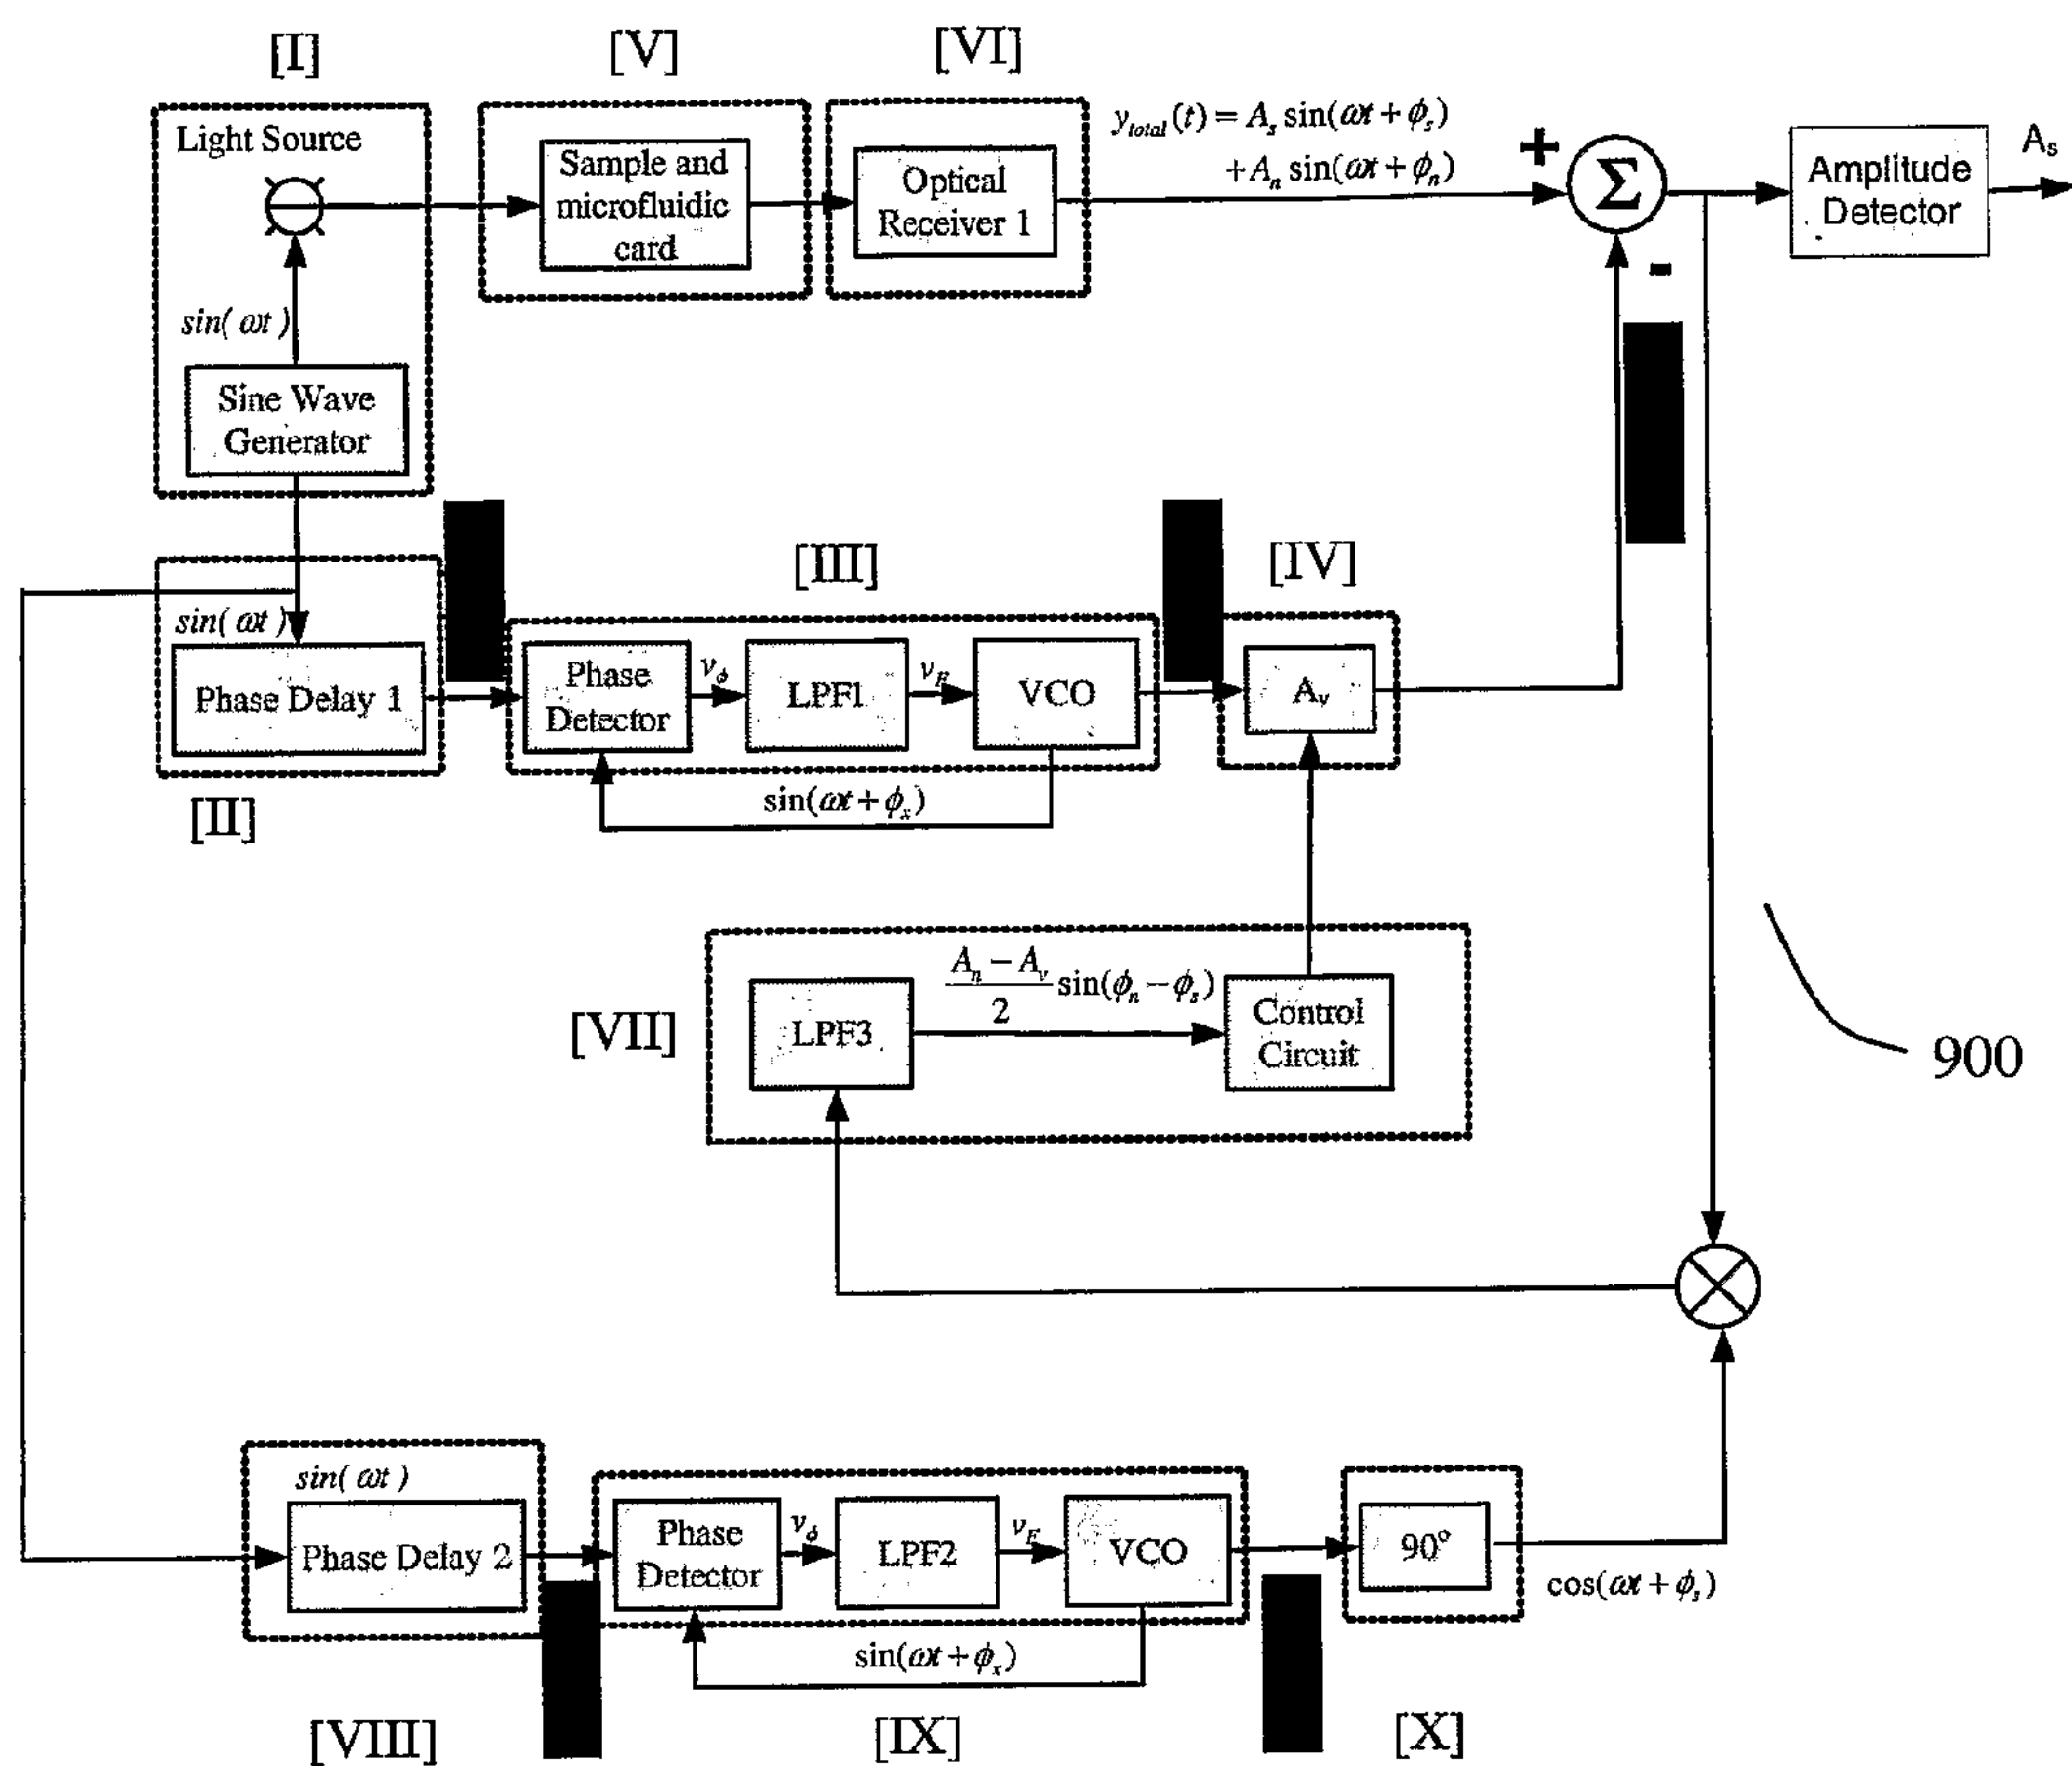 [I]
[V]
[VI]
Light Source
Sample and
microfluidic
card
Optical
Receiver 1
y_total(t) = A_s sin(ωt + ϕ_s)
+ A_n sin(ωt + ϕ_n)
+
Σ
-
Amplitude
Detector
A_s
sin( ωt )
Sine Wave
Generator
[III]
[IV]
sin( ωt )
Phase Delay 1
Phase
Detector
v_ϕ
LPF1
v_F
VCO
A_v
sin(ωt + ϕ_x)
[II]
[VII]
LPF3
A_n − A_v
2
sin(ϕ_n − ϕ_s)
Control
Circuit
900
sin( ωt )
Phase Delay 2
Phase
Detector
v_ϕ
LPF2
v_F
VCO
90°
cos(ωt + ϕ_s)
sin(ωt + ϕ_x)
[VIII]
[IX]
[X]